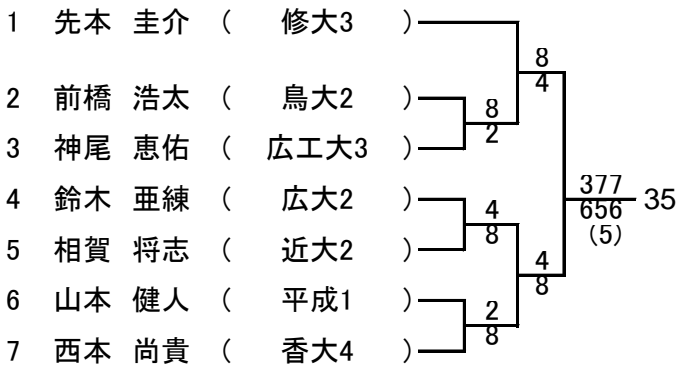 1 先本 圭介 ( 修大3 )
8
4
2 前橋 浩太 ( 鳥大2 )
8
2
3 神尾 恵佑 ( 広工大3 )
4 鈴木 亜練 ( 広大2 )
377
656
(5)
35
4
8
5 相賀 将志 ( 近大2 )
4
8
6 山本 健人 ( 平成1 )
2
8
7 西本 尚貴 ( 香大4 )